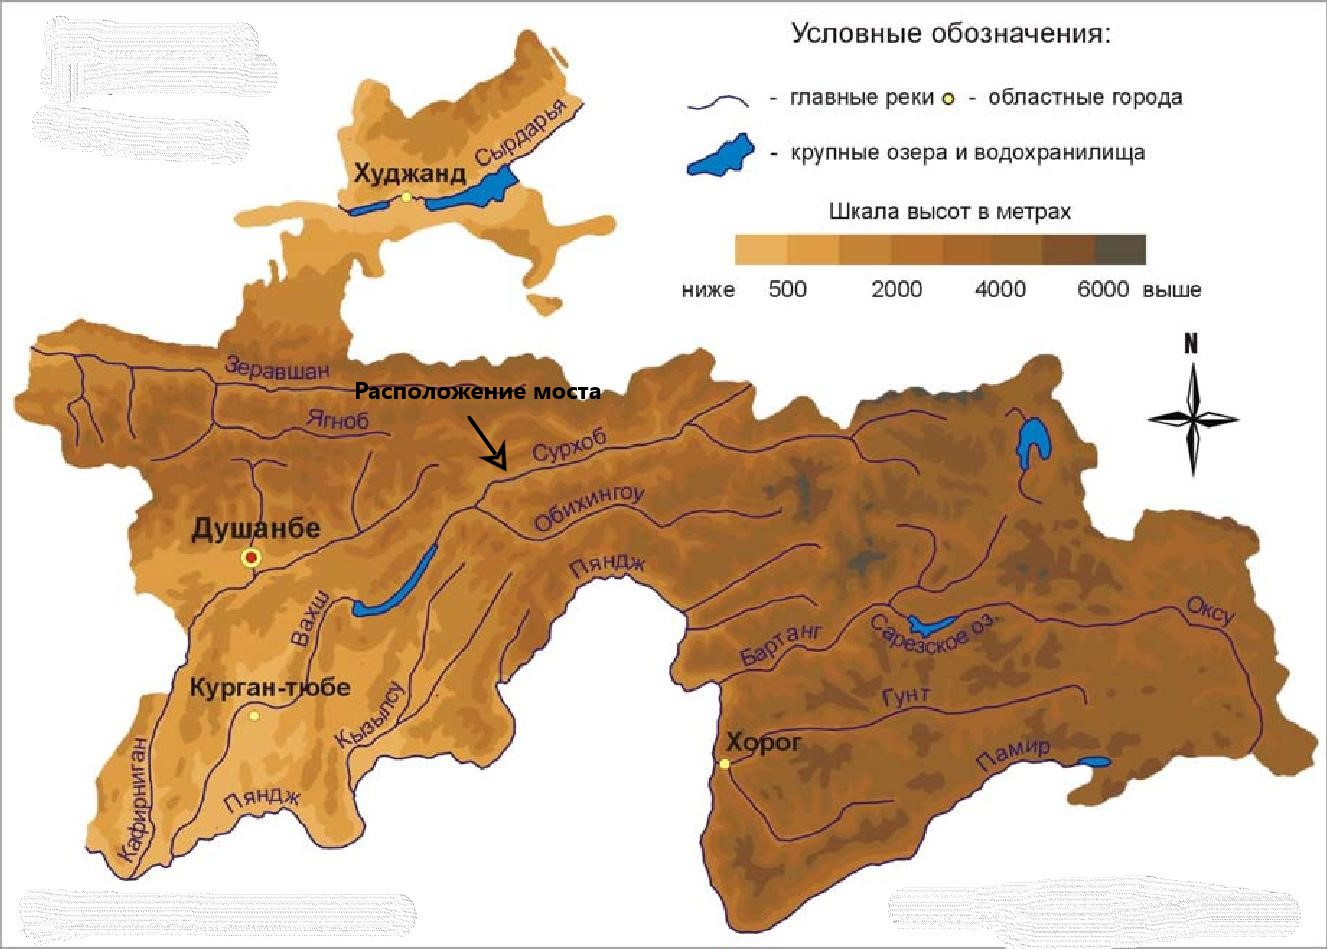 Условные обозначения:
- главные реки - областные города
- крупные озера и водохранилища
Шкала высот в метрах
ниже 500 2000 4000 6000 выше
N
Сырдарья
Худжанд
Зеравшан
Расположение моста
Ягноб
Сурхоб
Обихингоу
Душанбе
Пяндж
Вахш
Бартанг
Сарезское оз.
Оксу
Курган-тюбе
Кызылсу
Гунт
Хорог
Памир
Кафирниган
Пяндж